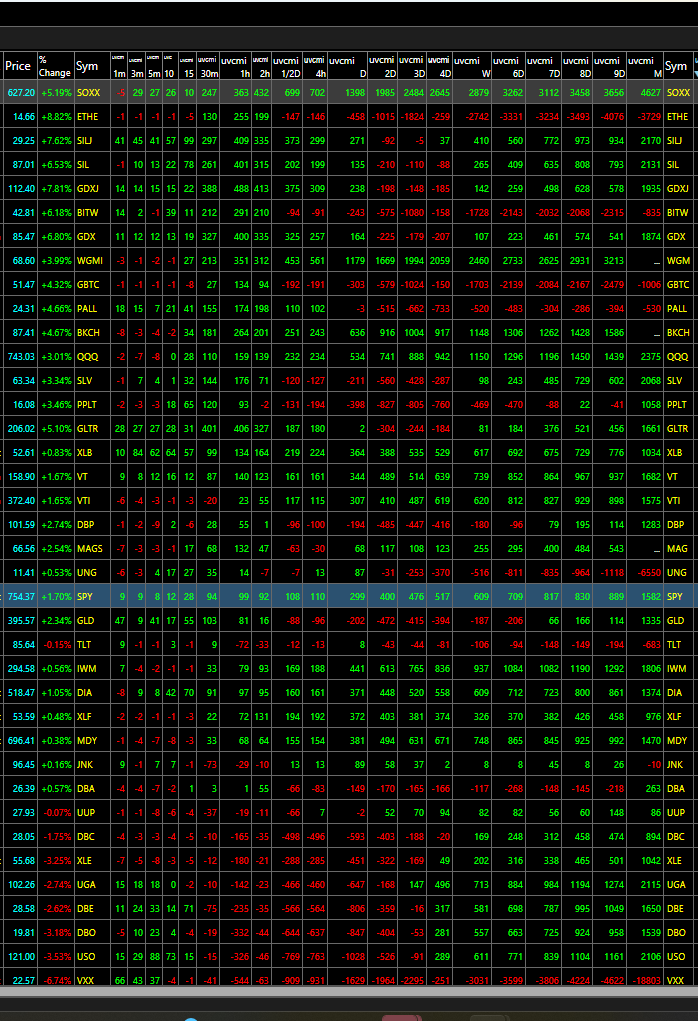 Price % Change Sym uvcmi 1m uvcmi 3m uvcmi 5m uvc 10 uvcmi 15 uvcmi 30m uvcmi 1h uvcmi 2h uvcmi 1/2D uvcmi 4h uvcmi D uvcmi 2D uvcmi 3D uvcmi 4D uvcmi W uvcmi 6D uvcmi 7D uvcmi 8D uvcmi 9D uvcmi M Sym
627.20 +5.19% SOXX -5 29 27 26 10 247 363 432 699 702 1398 1985 2484 2645 2879 3262 3112 3458 3656 4627 SOXX
14.66 +8.82% ETHE -1 -1 -1 -1 -5 130 255 199 -147 -146 -458 -1015 -1824 -259 -2742 -3331 -3234 -3493 -4076 -3729 ETHE
29.25 +7.62% SILJ 41 45 41 57 99 297 409 335 373 299 271 -92 -5 37 410 560 772 973 934 2170 SILJ
87.01 +6.53% SIL -1 10 13 22 78 261 401 315 202 199 135 -210 -110 -88 265 409 635 808 793 2131 SIL
112.40 +7.81% GDXJ 14 14 15 15 22 388 488 413 375 309 238 -198 -148 -185 142 259 498 628 578 1935 GDXJ
42.81 +6.18% BITW 14 2 -1 39 11 212 291 210 -94 -91 -243 -575 -1080 -158 -1728 -2143 -2032 -2068 -2315 -835 BITW
85.47 +6.80% GDX 11 12 12 13 19 327 400 335 325 257 164 -225 -179 -207 107 223 461 574 541 1874 GDX
68.60 +3.99% WGMI -3 -1 -2 -1 27 213 351 312 453 561 1179 1669 1994 2059 2460 2733 2625 2931 3213 ... WGM
51.47 +4.32% GBTC -1 -1 -1 -1 -8 27 134 94 -192 -191 -303 -579 -1024 -150 -1703 -2139 -2084 -2167 -2479 -1006 GBTC
24.31 +4.66% PALL 18 15 7 21 41 155 174 198 110 102 -3 -515 -662 -733 -520 -483 -304 -286 -394 -530 PALL
87.41 +4.67% BKCH -8 -3 -4 -2 34 181 264 201 251 243 636 916 1004 917 1148 1306 1262 1428 1586 ... BKCH
743.03 +3.01% QQQ -2 -7 -8 0 28 110 159 139 232 234 534 741 888 942 1150 1296 1196 1450 1439 2375 QQQ
63.34 +3.34% SLV -1 7 4 1 32 144 176 71 -120 -127 -211 -560 -428 -287 98 243 485 729 602 2068 SLV
16.08 +3.46% PPLT -2 -3 -3 18 65 120 93 -2 -131 -194 -398 -827 -805 -760 -469 -470 -88 22 -41 1058 PPLT
206.02 +5.10% GLTR 28 27 27 28 31 401 406 327 187 180 2 -304 -244 -184 81 184 376 521 456 1661 GLTR
52.61 +0.83% XLB 10 84 62 64 57 99 134 164 219 224 364 388 535 529 617 692 675 729 776 1034 XLB
158.90 +1.67% VT 9 8 12 16 12 87 140 123 161 161 344 489 514 639 739 852 864 967 937 1682 VT
372.40 +1.65% VTI -6 -4 -3 -1 -3 -20 23 55 117 115 307 410 487 619 620 812 827 929 898 1575 VTI
101.59 +2.74% DBP -1 -2 -9 2 -6 28 55 1 -96 -100 -194 -485 -447 -416 -180 -96 79 195 114 1283 DBP
66.56 +2.54% MAGS -7 -3 -3 -1 17 68 132 47 -63 -30 68 117 108 123 255 295 400 484 543 ... MAG
11.41 +0.53% UNG -6 -3 4 17 27 35 14 -7 -7 13 87 -31 -253 -370 -516 -811 -835 -964 -1118 -6550 UNG
754.37 +1.70% SPY 9 9 8 12 28 94 99 92 108 110 299 400 476 517 609 709 817 830 889 1582 SPY
395.57 +2.34% GLD 47 9 41 17 55 103 81 16 -88 -96 -202 -472 -415 -394 -187 -206 66 166 114 1335 GLD
85.64 -0.15% TLT 9 -1 -1 3 -1 9 -72 -33 -12 -13 8 -43 -44 -81 -106 -94 -148 -149 -194 -683 TLT
294.58 +0.56% IWM 7 -4 -2 -1 -1 33 79 93 169 188 441 613 765 836 937 1084 1082 1190 1292 1806 IWM
518.47 +1.05% DIA -8 9 8 42 70 91 97 95 160 161 371 448 520 558 609 712 723 800 861 1374 DIA
53.59 +0.48% XLF -2 -2 -1 -1 -3 22 72 131 194 192 372 403 381 374 326 370 382 426 458 976 XLF
696.41 +0.38% MDY -1 -4 -7 -8 -3 33 68 64 155 154 381 494 631 671 748 865 845 925 992 1470 MDY
96.45 +0.16% JNK 9 -1 7 7 -1 -73 -29 -10 13 13 89 58 37 2 8 8 45 8 26 -10 JNK
26.39 +0.57% DBA -4 -4 -7 -2 1 3 1 55 -66 -83 -149 -170 -165 -166 -117 -268 -148 -145 -218 263 DBA
27.93 -0.07% UUP -1 -1 -8 -6 -4 -37 -19 -11 -66 7 -2 52 70 94 82 82 56 60 148 86 UUP
28.05 -1.75% DBC -4 -3 -3 -4 -5 -10 -165 -35 -498 -496 -593 -403 -188 -20 169 248 312 458 474 894 DBC
55.68 -3.25% XLE -7 -5 -8 -3 -5 -12 -180 -21 -288 -285 -451 -322 -169 49 202 316 338 465 501 1042 XLE
102.26 -2.74% UGA 15 18 18 0 -2 -10 -142 -23 -466 -460 -647 -168 147 496 713 884 984 1194 1274 2115 UGA
28.58 -2.62% DBE 11 24 33 14 71 -75 -235 -35 -566 -564 -806 -359 -16 317 581 698 787 995 1049 1650 DBE
19.81 -3.18% DBO -5 10 23 4 -4 -19 -332 -44 -644 -637 -847 -404 -53 281 557 663 725 924 958 1539 DBO
121.00 -3.53% USO 15 29 88 73 15 -15 -326 -46 -769 -763 -1028 -526 -91 289 611 771 839 1104 1161 2106 USO
22.57 -6.74% VXX 66 43 37 -4 -1 -41 -544 -63 -909 -931 -1629 -1964 -2295 -251 -3031 -3599 -3806 -4224 -4622 -18803 VXX